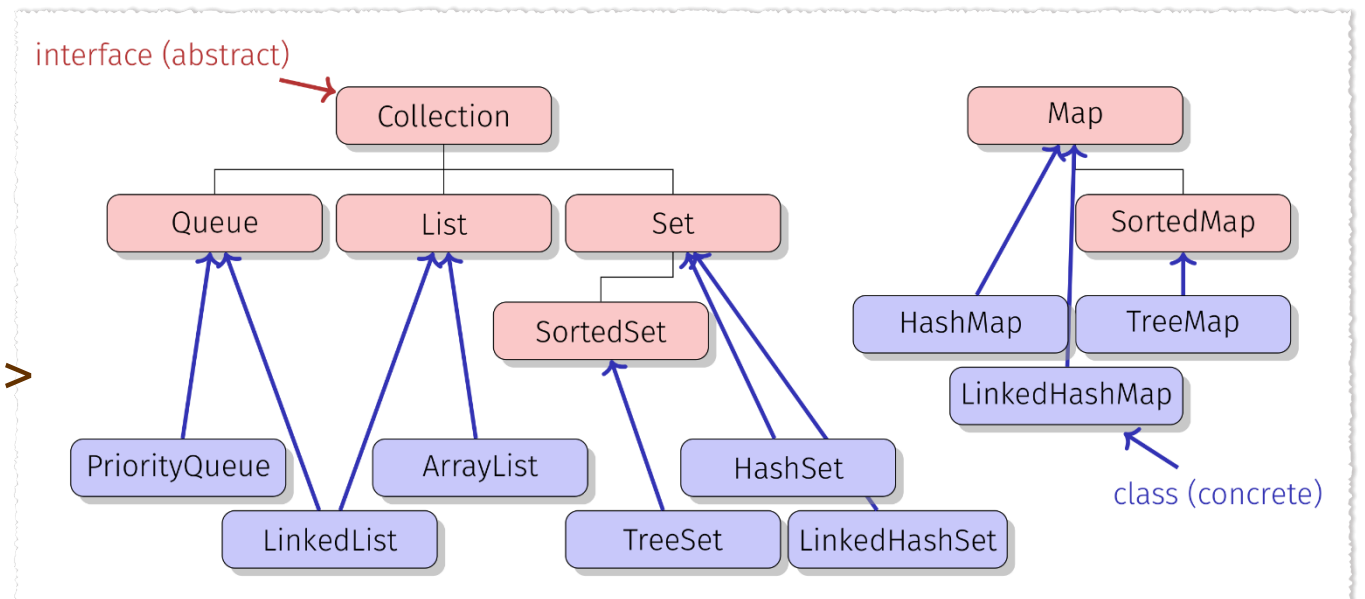 interface (abstract)
Collection
Map
Queue
List
Set
SortedMap
SortedSet
HashMap
TreeMap
>
LinkedHashMap
PriorityQueue
ArrayList
HashSet
class (concrete)
LinkedList
TreeSet
LinkedHashSet